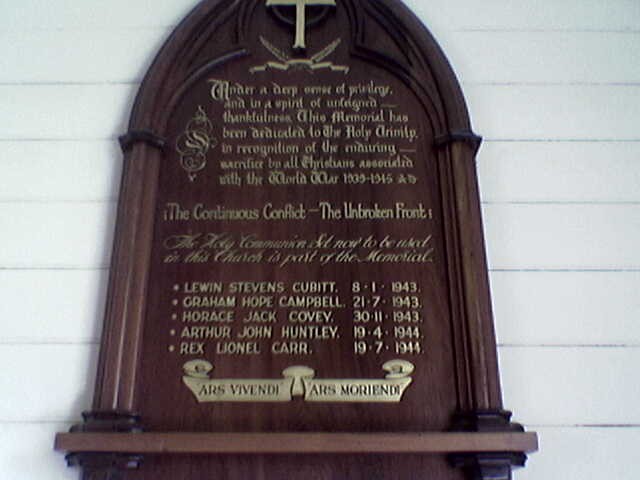 Under a deep sense of privilege,
and in a spirit of unfeigned —
thankfulness. This Memorial has
been dedicated to The Holy Trinity,
in recognition of the enduring —
sacrifice by all Christians associated
with the World War 1939-1945 A.D
The Continuous Conflict — The Unbroken Front
The Holy Communion Set now to be used
in this Church is part of the Memorial.
• LEWIN STEVENS CUBITT. 8·1·1943.
• GRAHAM HOPE CAMPBELL. 21·7·1943.
• HORACE JACK COVEY. 30·11·1943.
• ARTHUR JOHN HUNTLEY. 19·4·1944.
• REX LIONEL CARR. 19·7·1944.
ARS VIVENDI ARS MORIENDI